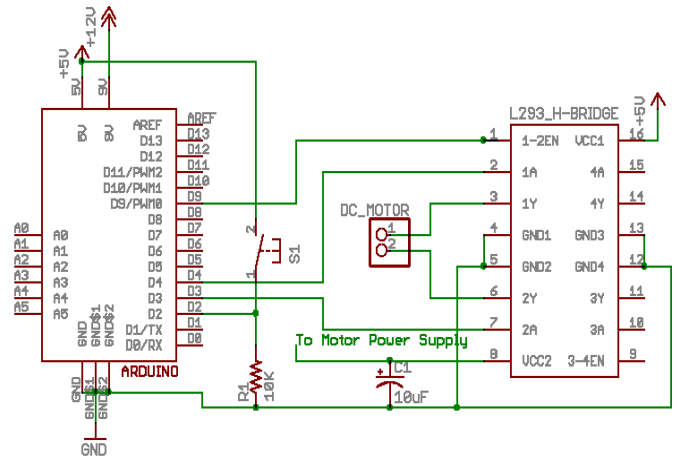 +12V
+5V
5V
9V
5V
9V
AREF
AREF
D13
D13
D12
D12
D11/PWM2
D11
D10/PWM1
D10
D9/PWM0
D9
D8
D8
D7
D7
D6
D6
D5
D5
D4
D4
D3
D3
D2
D2
D1/TX
D1
D0/RX
D0
A0
A0
A1
A1
A2
A2
A3
A3
A4
A4
A5
A5
GND
GND$1
GND$2
ARDUINO
GND
GND$1
GND$2
GND
2
S1
1
R1
10K
DC_MOTOR
1
2
To Motor Power Supply
C1
+
10uF
L293_H-BRIDGE
+5V
1
1-2EN
VCC1
16
2
1A
4A
15
3
1Y
4Y
14
4
GND1
GND3
13
5
GND2
GND4
12
6
2Y
3Y
11
7
2A
3A
10
8
VCC2
3-4EN
9